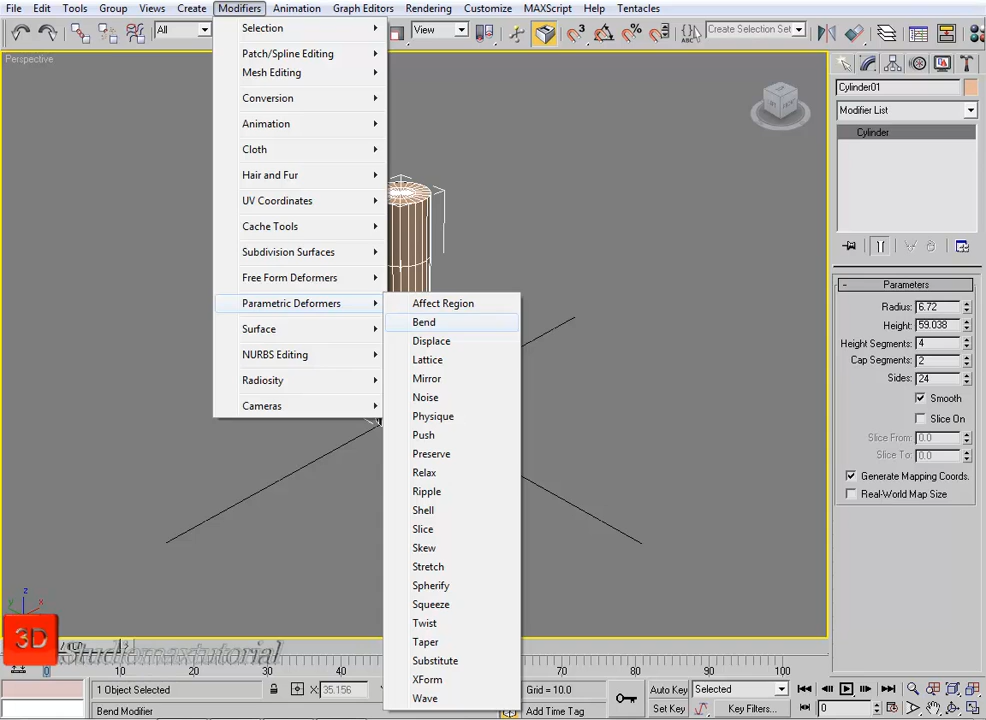 File Edit Tools Group Views Create Modifiers Animation Graph Editors Rendering Customize MAXScript Help Tentacles
All View Create Selection Set
Perspective
Selection
Patch/Spline Editing
Mesh Editing
Conversion
Animation
Cloth
Hair and Fur
UV Coordinates
Cache Tools
Subdivision Surfaces
Free Form Deformers
Parametric Deformers
Surface
NURBS Editing
Radiosity
Cameras
Affect Region
Bend
Displace
Lattice
Mirror
Noise
Physique
Push
Preserve
Relax
Ripple
Shell
Slice
Skew
Stretch
Spherify
Squeeze
Twist
Taper
Substitute
XForm
Wave
Cylinder01
Modifier List
Cylinder
Parameters
Radius: 6.72
Height: 59.038
Height Segments: 4
Cap Segments: 2
Sides: 24
Smooth
Slice On
Slice From: 0.0
Slice To: 0.0
Generate Mapping Coords.
Real-World Map Size
z
y x
3D Studiomaxtutorial
0 10 20 30 40 60 70 80 90 100
1 Object Selected X: 35.156 Y Grid = 10.0 Auto Key Selected
Bend Modifier Add Time Tag Set Key Key Filters... 0